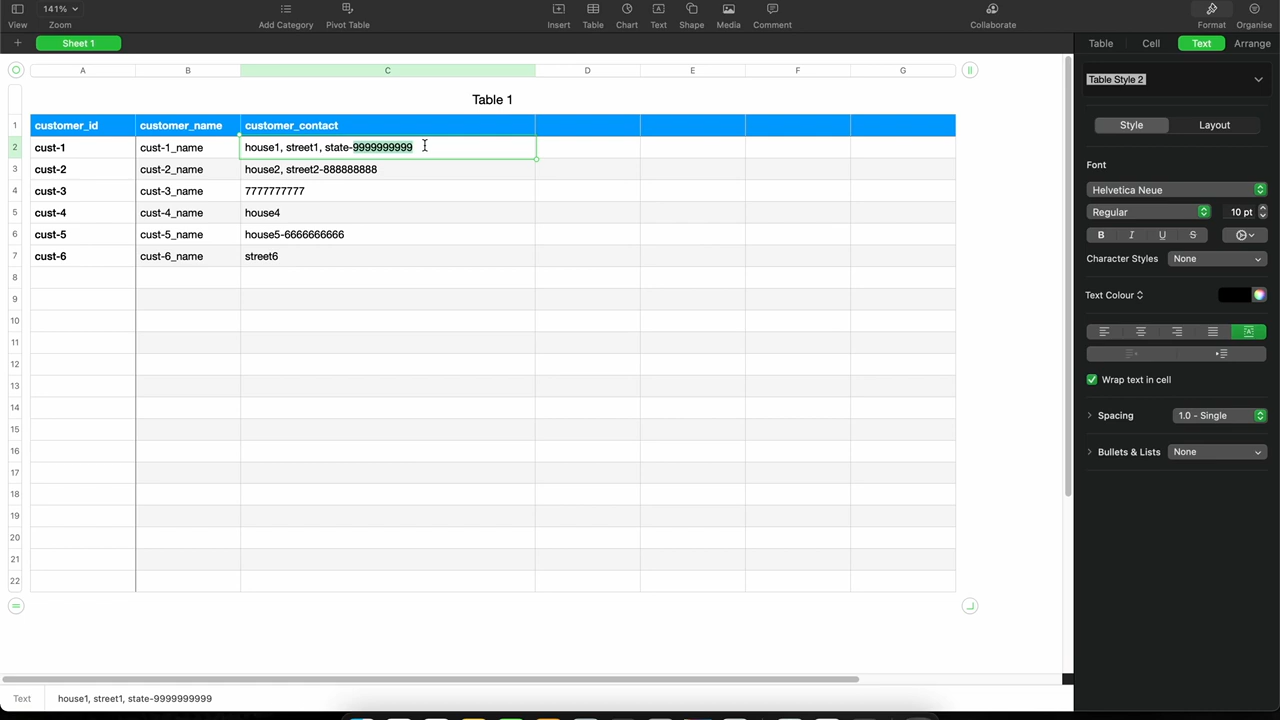 141%
View
Zoom
Add Category
Pivot Table
Insert
Table
Chart
Text
Shape
Media
Comment
Collaborate
Format
Organise
Sheet 1
Table
Cell
Text
Arrange
A B C D E F G
Table Style 2
Table 1
Style
Layout
1 customer_id customer_name customer_contact
2 cust-1 cust-1_name house1, street1, state-9999999999
3 cust-2 cust-2_name house2, street2-888888888
4 cust-3 cust-3_name 7777777777
5 cust-4 cust-4_name house4
6 cust-5 cust-5_name house5-6666666666
7 cust-6 cust-6_name street6
8
9
10
11
12
13
14
15
16
17
18
19
20
21
22
Font
Helvetica Neue
Regular
10 pt
B I U S
Character Styles
None
Text Colour
Wrap text in cell
Spacing
1.0 - Single
Bullets & Lists
None
Text
house1, street1, state-9999999999